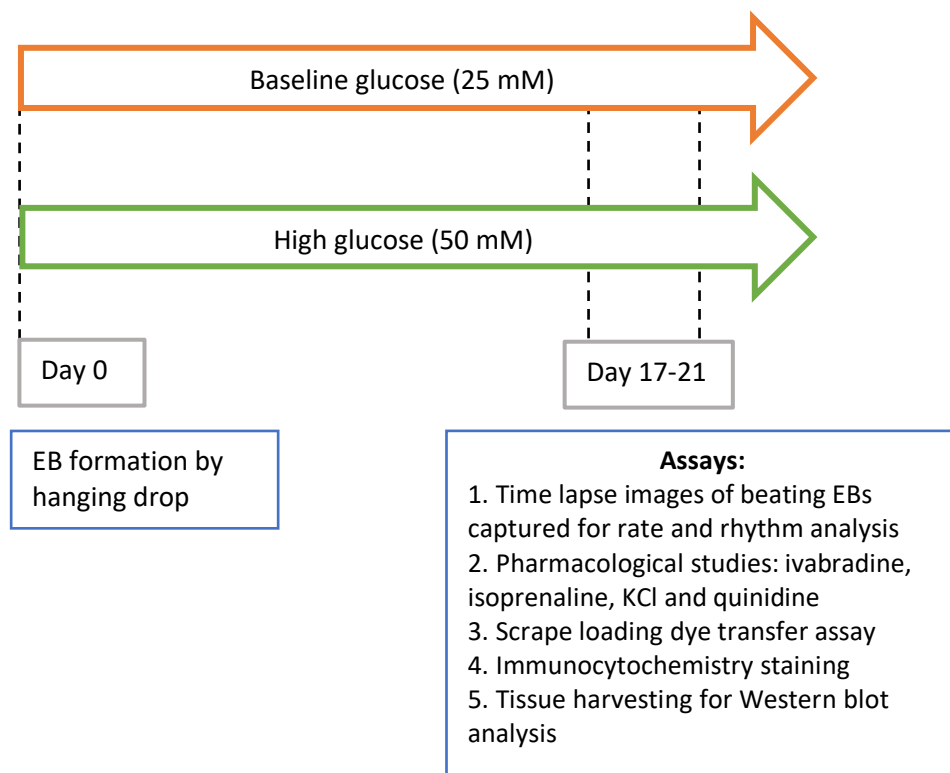 Baseline glucose (25 mM)
High glucose (50 mM)
Day 0
Day 17-21
EB formation by
hanging drop
Assays:
1. Time lapse images of beating EBs
captured for rate and rhythm analysis
2. Pharmacological studies: ivabradine,
isoprenaline, KCl and quinidine
3. Scrape loading dye transfer assay
4. Immunocytochemistry staining
5. Tissue harvesting for Western blot
analysis